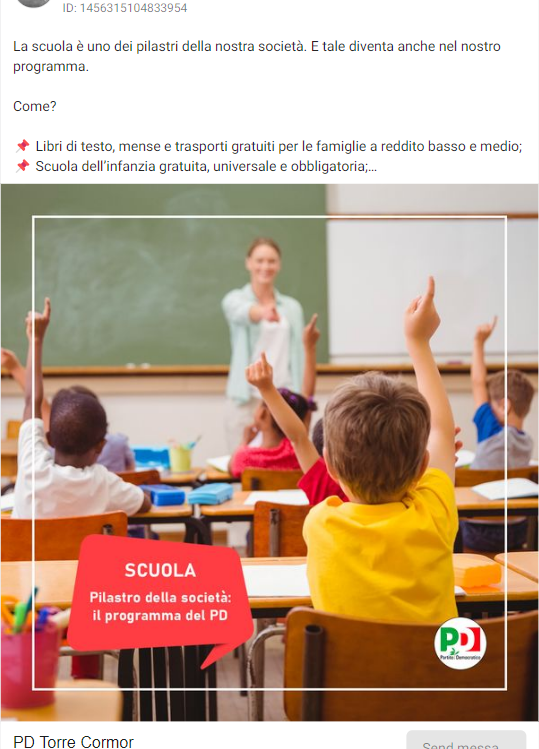 ID: 1456315104833954
La scuola è uno dei pilastri della nostra società. E tale diventa anche nel nostro
programma.
Come?
📌 Libri di testo, mense e trasporti gratuiti per le famiglie a reddito basso e medio;
📌 Scuola dell'infanzia gratuita, universale e obbligatoria;...
SCUOLA
Pilastro della società:
il programma del PD
PD
Partito Democratico
PD Torre Cormor
Send messa...